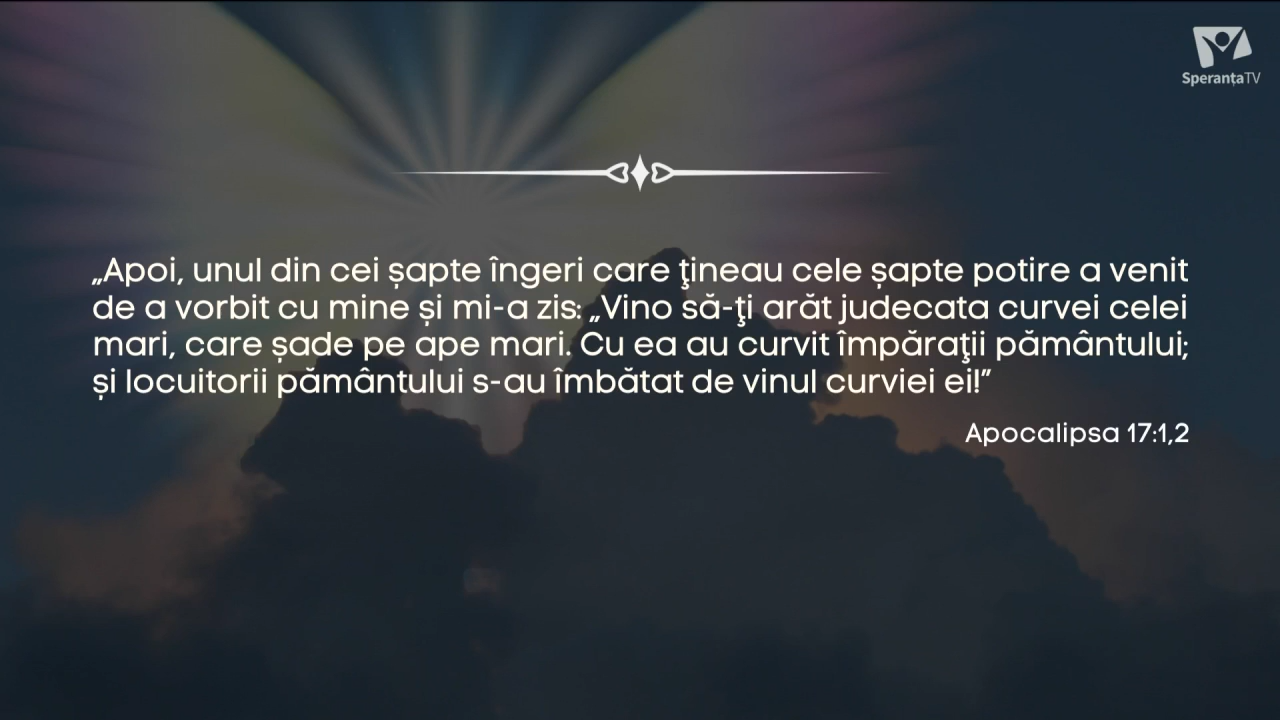 SperanțaTV
„Apoi, unul din cei șapte îngeri care ţineau cele șapte potire a venit
de a vorbit cu mine și mi-a zis: „Vino să-ţi arăt judecata curvei celei
mari, care șade pe ape mari. Cu ea au curvit împăraţii pământului;
și locuitorii pământului s-au îmbătat de vinul curviei ei!”
Apocalipsa 17:1,2